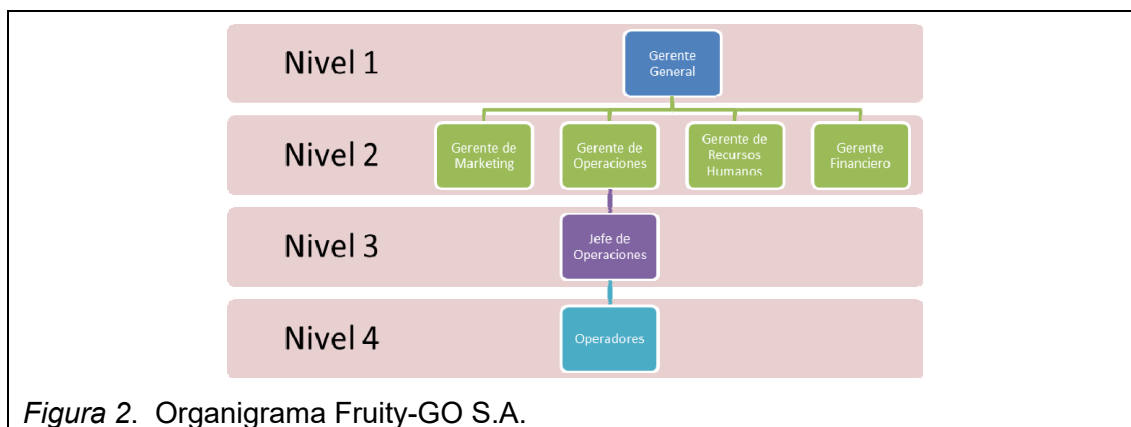 Nivel 1
Gerente
General
Nivel 2
Gerente de
Marketing
Gerente de
Operaciones
Gerente de
Recursos
Humanos
Gerente
Financiero
Nivel 3
Jefe de
Operaciones
Nivel 4
Operadores
Figura 2. Organigrama Fruity-GO S.A.